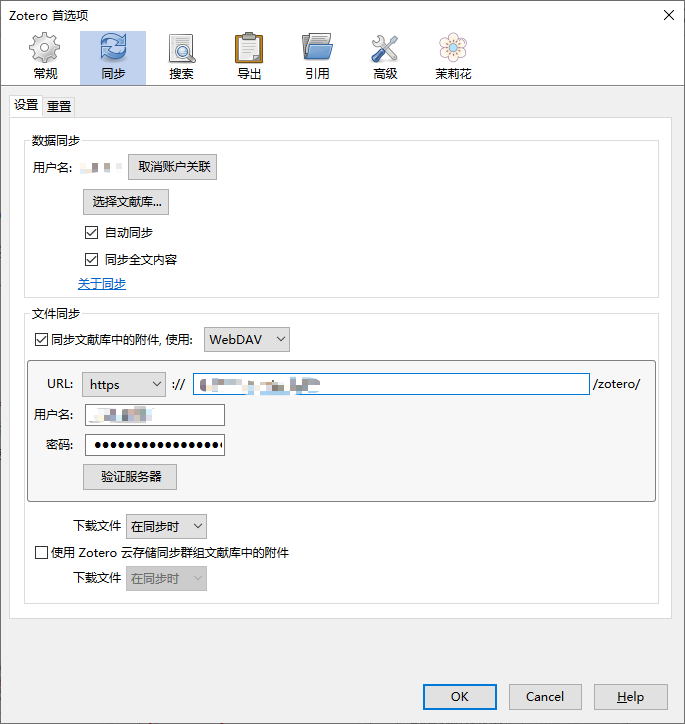 Zotero 首选项
常规 同步 搜索 导出 引用 高级 茉莉花
设置 重置
数据同步
用户名: 取消账户关联
选择文献库...
自动同步
同步全文内容
关于同步
文件同步
同步文献库中的附件, 使用: WebDAV
URL: https :// /zotero/
用户名:
密码:
验证服务器
下载文件 在同步时
使用 Zotero 云存储同步群组文献库中的附件
下载文件 在同步时
OK Cancel Help